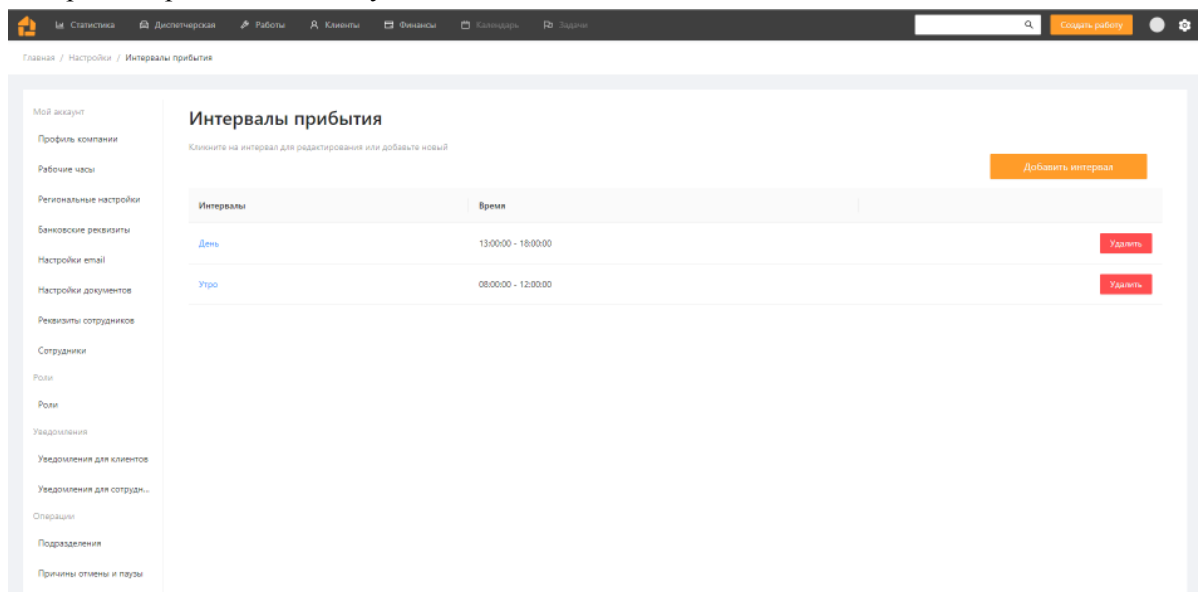 Статистика Диспетчерская Работы Клиенты Финансы Календарь Задачи Создать работу
Главная / Настройки / Интервалы прибытия
Мой аккаунт
Профиль компании
Рабочие часы
Региональные настройки
Банковские реквизиты
Настройки email
Настройки документов
Реквизиты сотрудников
Сотрудники
Роли
Роли
Уведомления
Уведомления для клиентов
Уведомления для сотрудн...
Операции
Подразделения
Причины отмены и паузы
Интервалы прибытия
Кликните на интервал для редактирования или добавьте новый
Добавить интервал
Интервалы Время
День 13:00:00 - 18:00:00 Удалить
Утро 08:00:00 - 12:00:00 Удалить